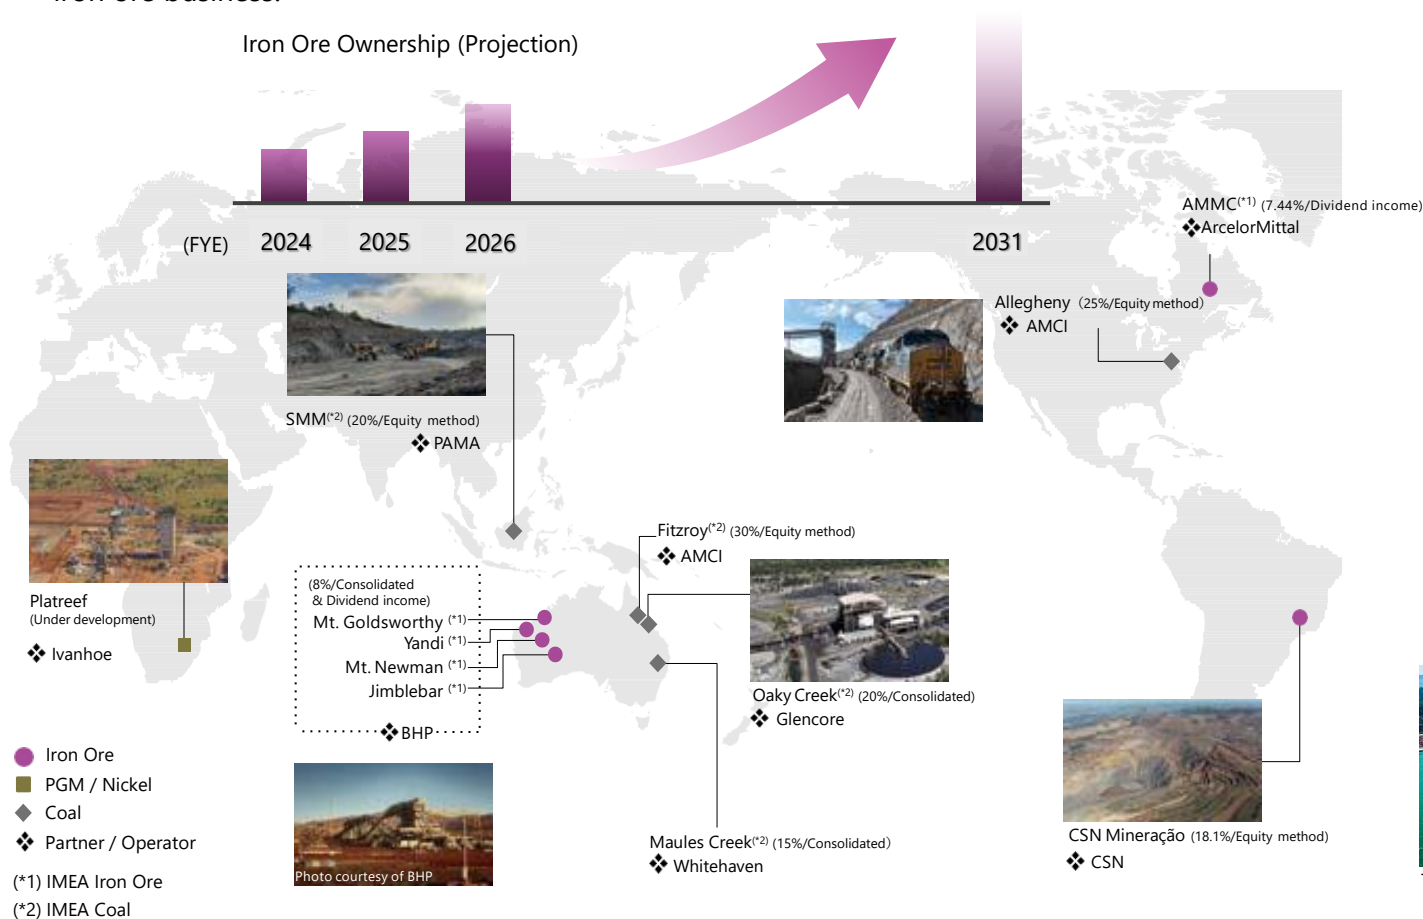 Iron ore business.
Iron Ore Ownership (Projection)
(FYE)
2024
2025
2026
2031
AMMC(*1) (7.44%/Dividend income)
❖ArcelorMittal
Allegheny (25%/Equity method)
❖ AMCI
SMM(*2) (20%/Equity method)
❖ PAMA
Platreef
(Under development)
❖ Ivanhoe
(8%/Consolidated
& Dividend income)
Mt. Goldsworthy (*1)
Yandi (*1)
Mt. Newman (*1)
Jimblebar (*1)
❖BHP
Fitzroy(*2) (30%/Equity method)
❖ AMCI
Oaky Creek(*2) (20%/Consolidated)
❖ Glencore
Maules Creek(*2) (15%/Consolidated)
❖ Whitehaven
CSN Mineração (18.1%/Equity method)
❖ CSN
Photo courtesy of BHP
Iron Ore
PGM / Nickel
Coal
❖ Partner / Operator
(*1) IMEA Iron Ore
(*2) IMEA Coal